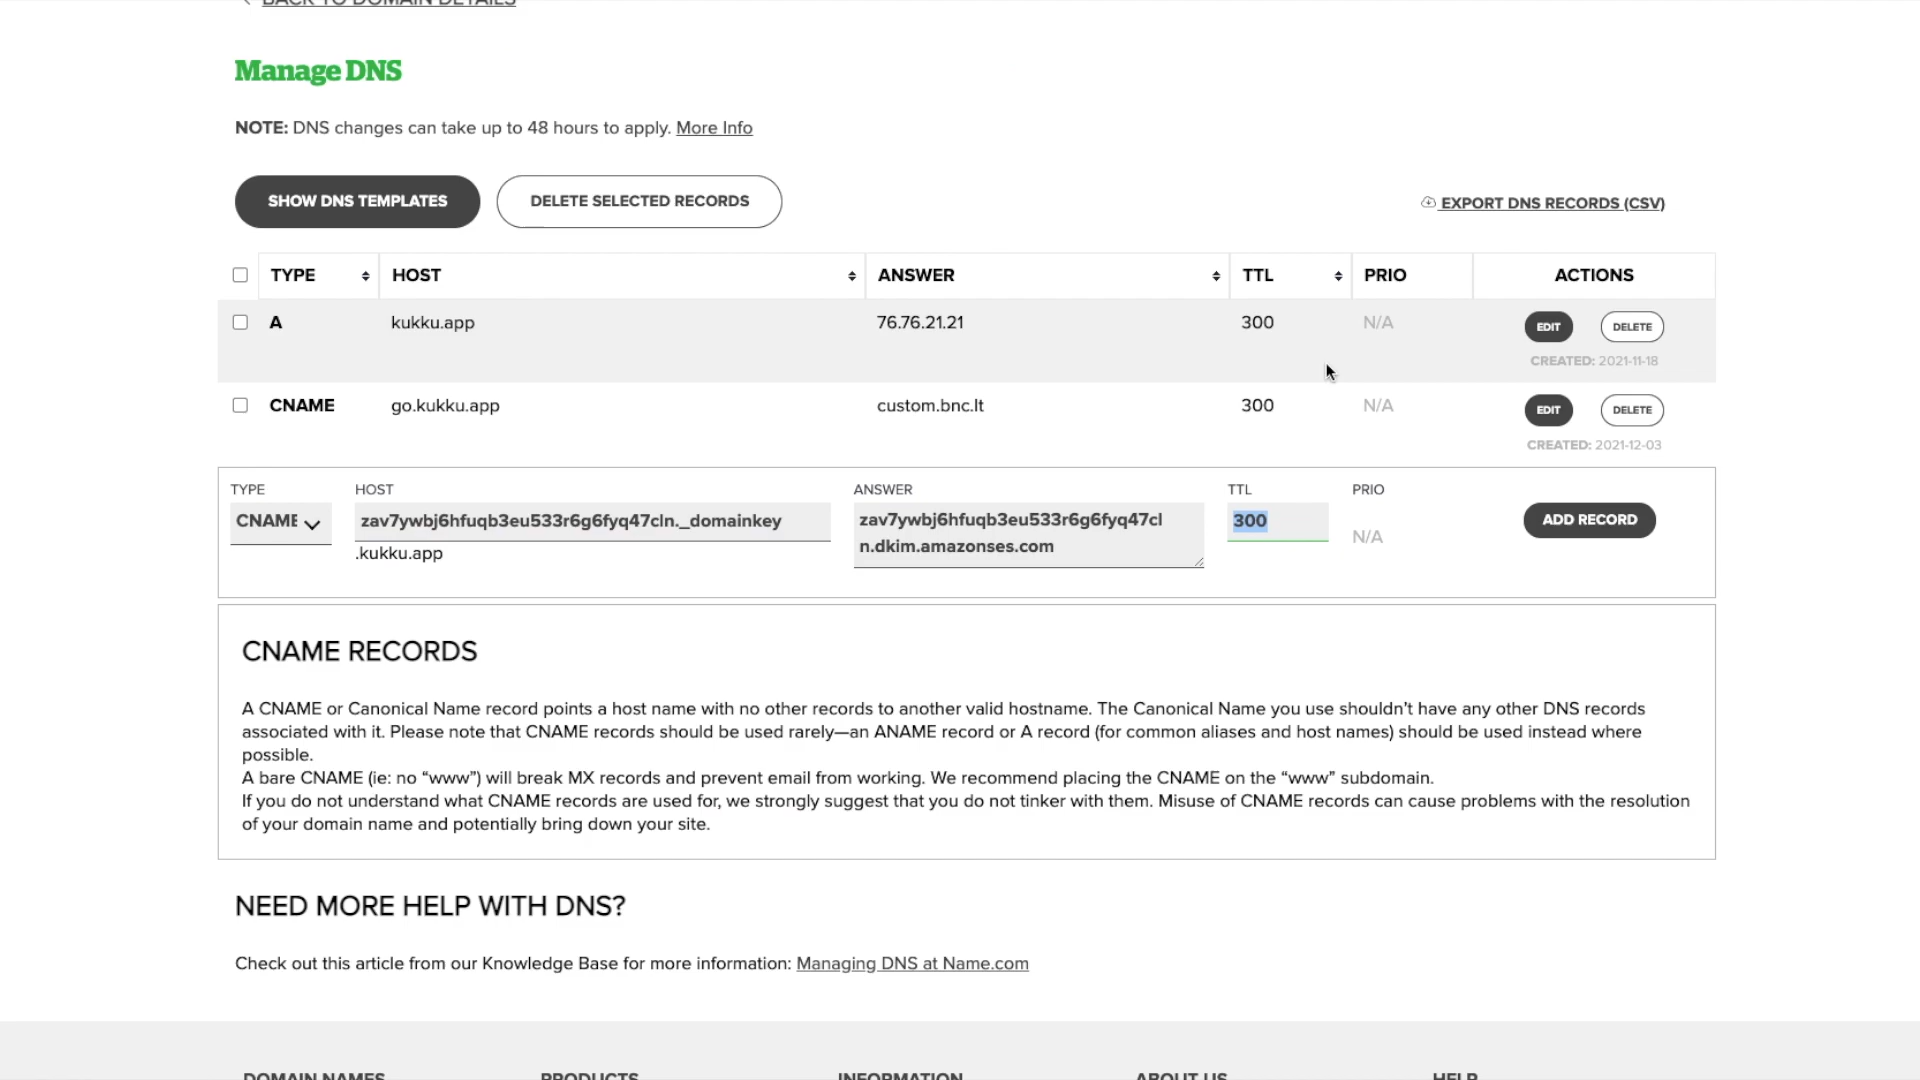 BACK TO DOMAIN DETAILS
Manage DNS
NOTE: DNS changes can take up to 48 hours to apply. More Info
SHOW DNS TEMPLATES
DELETE SELECTED RECORDS
EXPORT DNS RECORDS (CSV)
TYPE HOST ANSWER TTL PRIO ACTIONS
A kukku.app 76.76.21.21 300 N/A EDIT DELETE
CREATED: 2021-11-18
CNAME go.kukku.app custom.bnc.lt 300 N/A EDIT DELETE
CREATED: 2021-12-03
TYPE HOST ANSWER TTL PRIO
CNAME zav7ywbj6hfuqb3eu533r6g6fyq47cln._domainkey zav7ywbj6hfuqb3eu533r6g6fyq47cl 300 ADD RECORD
.kukku.app n.dkim.amazonses.com N/A
CNAME RECORDS
A CNAME or Canonical Name record points a host name with no other records to another valid hostname. The Canonical Name you use shouldn't have any other DNS records
associated with it. Please note that CNAME records should be used rarely—an ANAME record or A record (for common aliases and host names) should be used instead where
possible.
A bare CNAME (ie: no “www”) will break MX records and prevent email from working. We recommend placing the CNAME on the “www” subdomain.
If you do not understand what CNAME records are used for, we strongly suggest that you do not tinker with them. Misuse of CNAME records can cause problems with the resolution
of your domain name and potentially bring down your site.
NEED MORE HELP WITH DNS?
Check out this article from our Knowledge Base for more information: Managing DNS at Name.com
DOMAIN NAMES PRODUCTS INFORMATION ABOUT US HELP